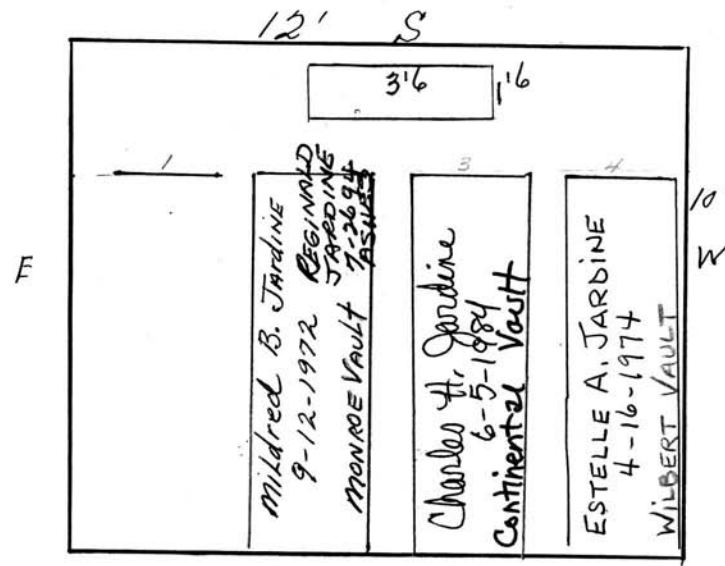 12' S
3'6
1'6
1
3
4
10
E
W
Mildred B. Jardine
9-12-1972
MONROE VAULT
REGINALD
JARDINE
7-26-94
ASHES
Charles H. Jardine
6-5-1984
Continental Vault
ESTELLE A. JARDINE
4-16-1974
WILBERT VAULT